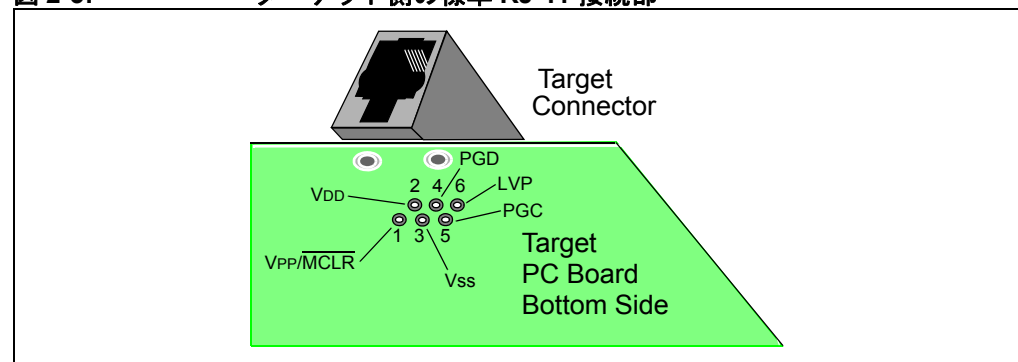 Target
Connector
PGD
2 4 6
LVP
VDD
PGC
1 3 5
VPP/MCLR
Vss
Target
PC Board
Bottom Side